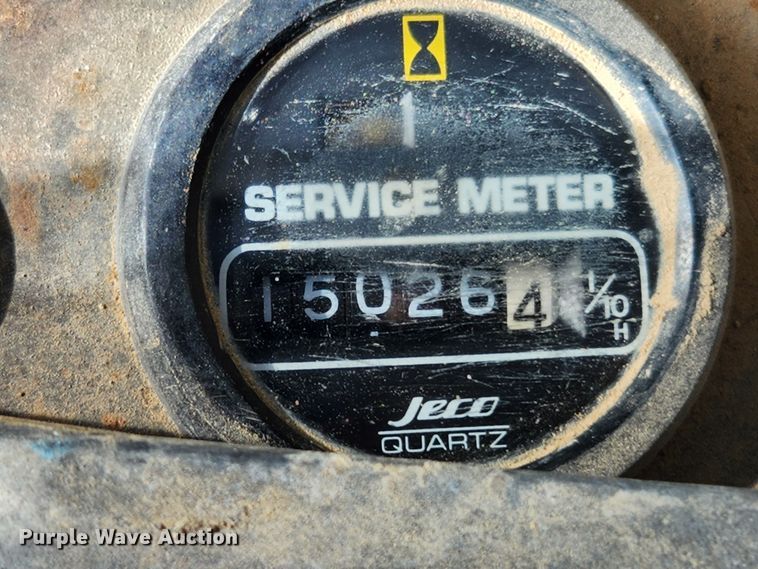 SERVICE METER
150264 1/10
H
Jeco
QUARTZ
Purple Wave Auction